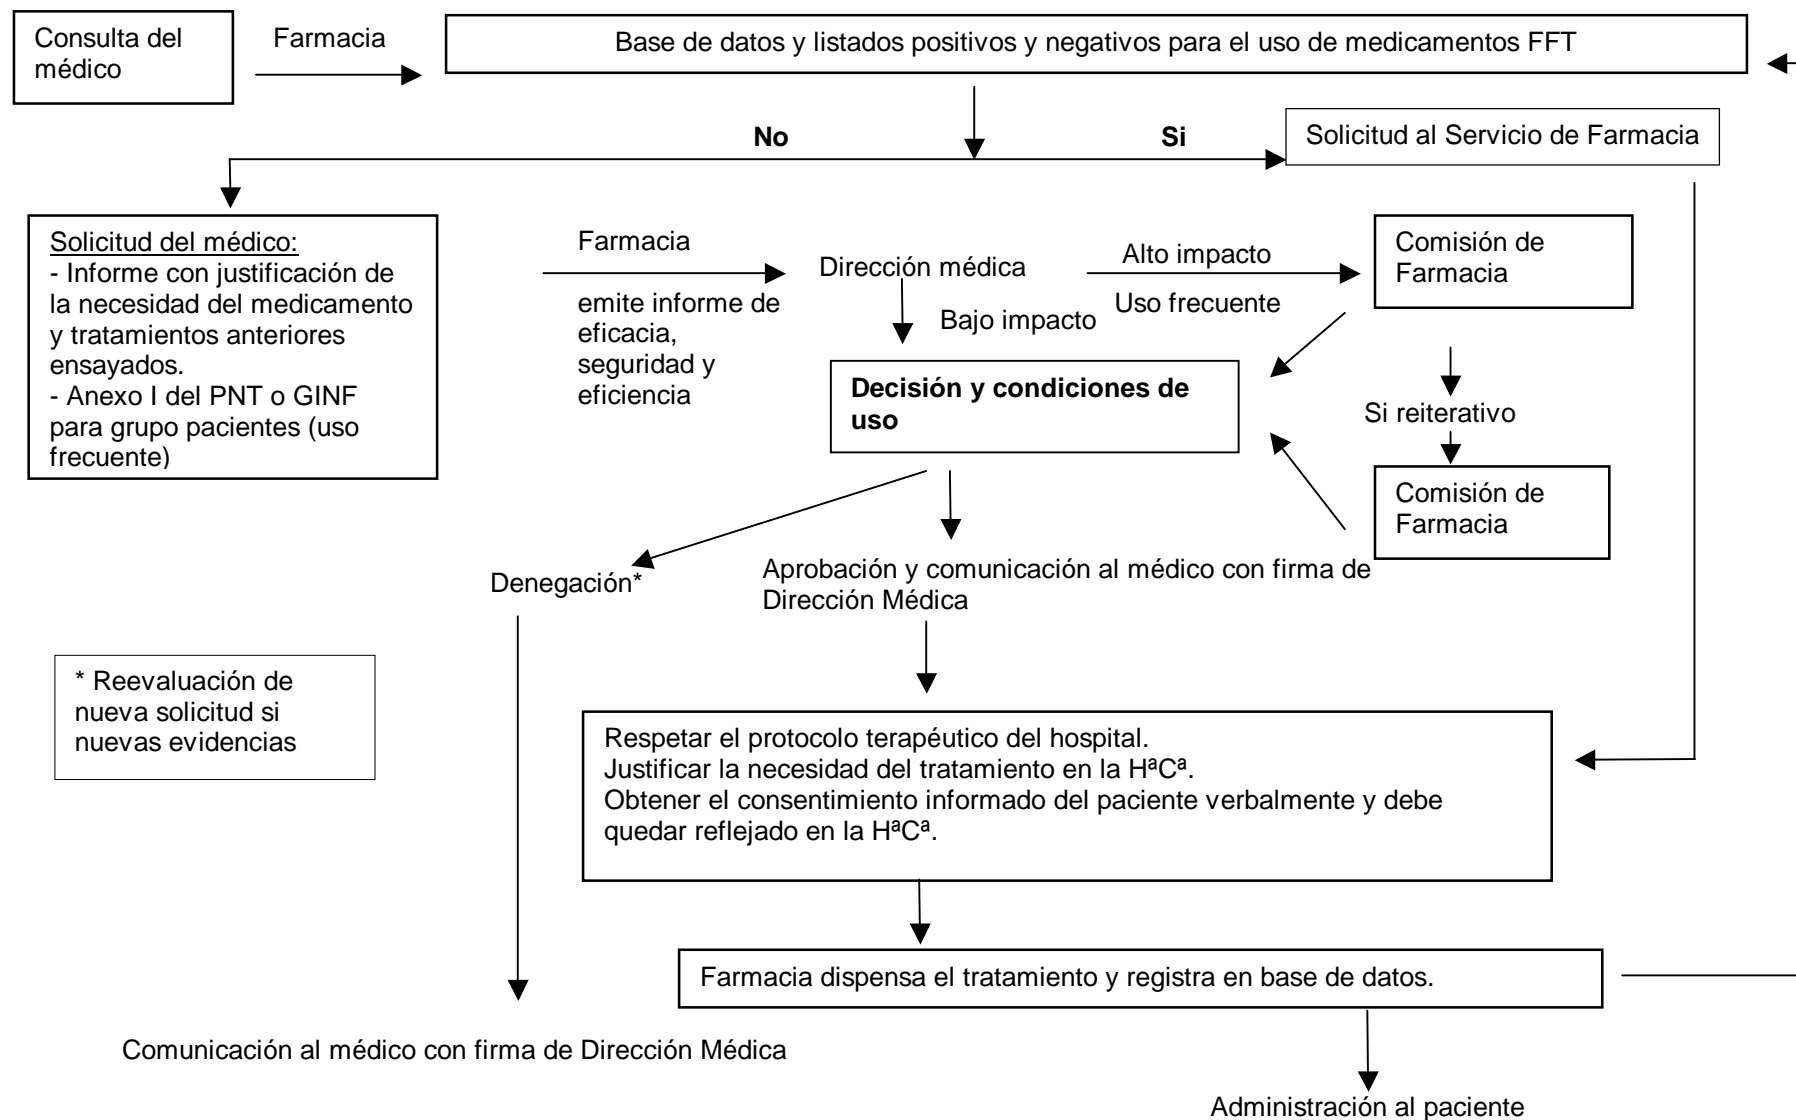 Consulta del
médico
Farmacia
Base de datos y listados positivos y negativos para el uso de medicamentos FFT
No
Si
Solicitud al Servicio de Farmacia
Solicitud del médico:
- Informe con justificación de
la necesidad del medicamento
y tratamientos anteriores
ensayados.
- Anexo I del PNT o GINF
para grupo pacientes (uso
frecuente)
Farmacia
emite informe de
eficacia,
seguridad y
eficiencia
Dirección médica
Bajo impacto
Alto impacto
Uso frecuente
Comisión de
Farmacia
Decisión y condiciones de
uso
Si reiterativo
Comisión de
Farmacia
Denegación*
Aprobación y comunicación al médico con firma de
Dirección Médica
* Reevaluación de
nueva solicitud si
nuevas evidencias
Respetar el protocolo terapéutico del hospital.
Justificar la necesidad del tratamiento en la HªCª.
Obtener el consentimiento informado del paciente verbalmente y debe
quedar reflejado en la HªCª.
Farmacia dispensa el tratamiento y registra en base de datos.
Comunicación al médico con firma de Dirección Médica
Administración al paciente